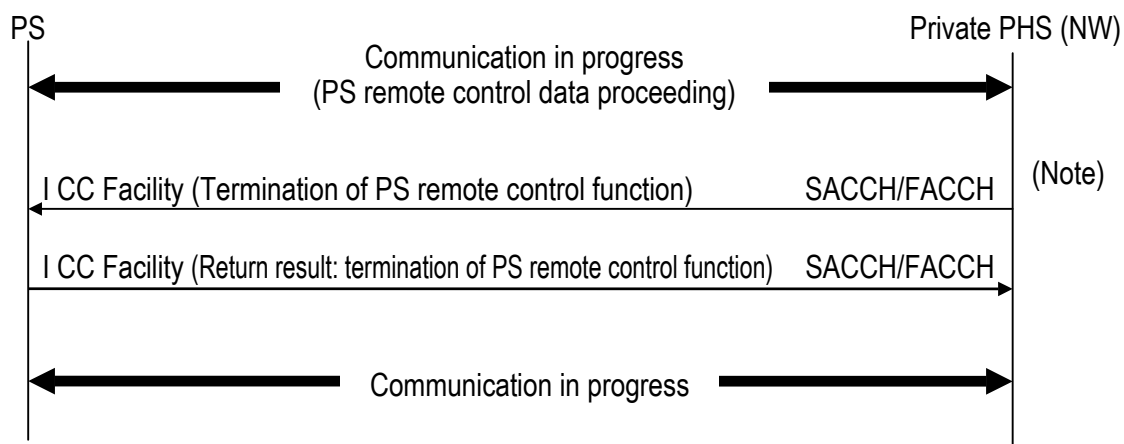 PS
Private PHS (NW)
Communication in progress
(PS remote control data proceeding)
(Note)
I CC Facility (Termination of PS remote control function) SACCH/FACCH
I CC Facility (Return result: termination of PS remote control function) SACCH/FACCH
Communication in progress